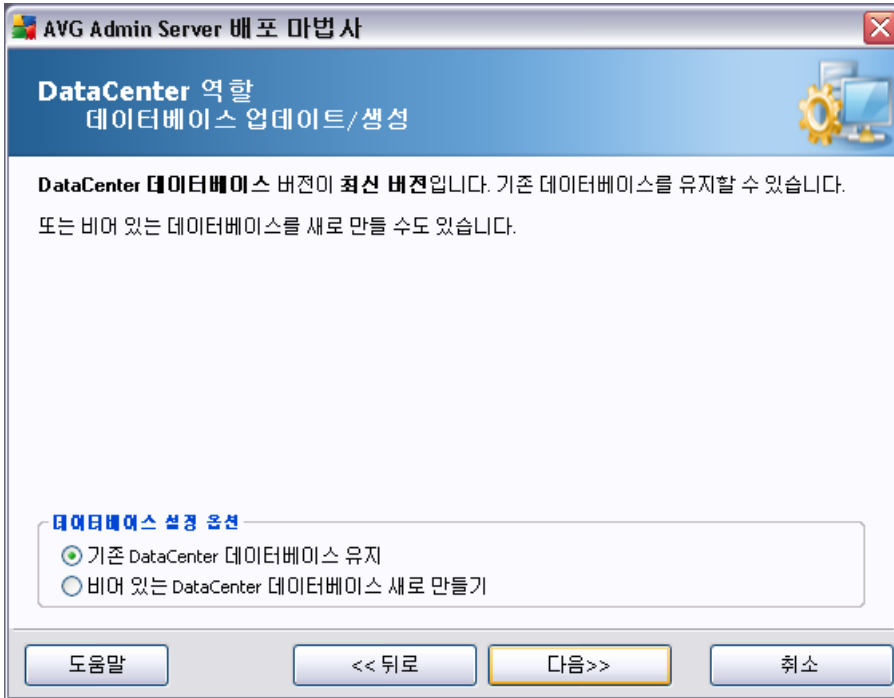 AVG Admin Server 배포 마법사
DataCenter 역할
데이터베이스 업데이트/생성
DataCenter 데이터베이스 버전이 최신 버전입니다. 기존 데이터베이스를 유지할 수 있습니다.
또는 비어 있는 데이터베이스를 새로 만들 수도 있습니다.
데이터베이스 설정 옵션
기존 DataCenter 데이터베이스 유지
비어 있는 DataCenter 데이터베이스 새로 만들기
도움말
<< 뒤로
다음>>
취소